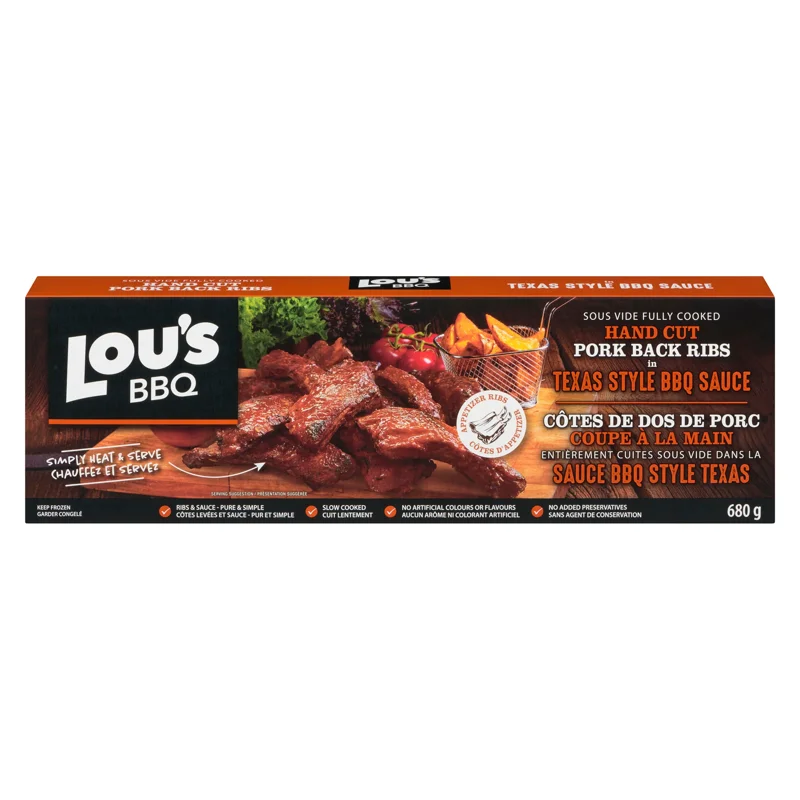 SOUS VIDE FULLY COOKED
HAND CUT
PORK BACK RIBS
LOU'S
BBQ
in
TEXAS STYLE BBQ SAUCE
LOU'S
BBQ
SIMPLY HEAT & SERVE
CHAUFFEZ ET SERVEZ
SERVING SUGGESTION / PRÉSENTATION SUGGÉRÉE
APPETIZER RIBS
CÔTES D'APPÉTIZER
SOUS VIDE FULLY COOKED
HAND CUT
PORK BACK RIBS
in
TEXAS STYLE BBQ SAUCE
CÔTES DE DOS DE PORC
COUPE À LA MAIN
ENTIÈREMENT CUITES SOUS VIDE DANS LA
SAUCE BBQ STYLE TEXAS
KEEP FROZEN
GARDER CONGELÉ
RIBS & SAUCE - PURE & SIMPLE
CÔTES LEVÉES ET SAUCE - PUR ET SIMPLE
SLOW COOKED
CUIT LENTEMENT
NO ARTIFICIAL COLOURS OR FLAVOURS
AUCUN ARÔME NI COLORANT ARTIFICIEL
NO ADDED PRESERVATIVES
SANS AGENT DE CONSERVATION
680 g